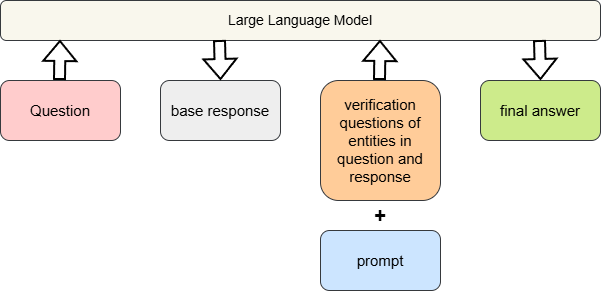 Large Language Model
Question
base response
verification
questions of
entities in
question and
response
final answer
+
prompt